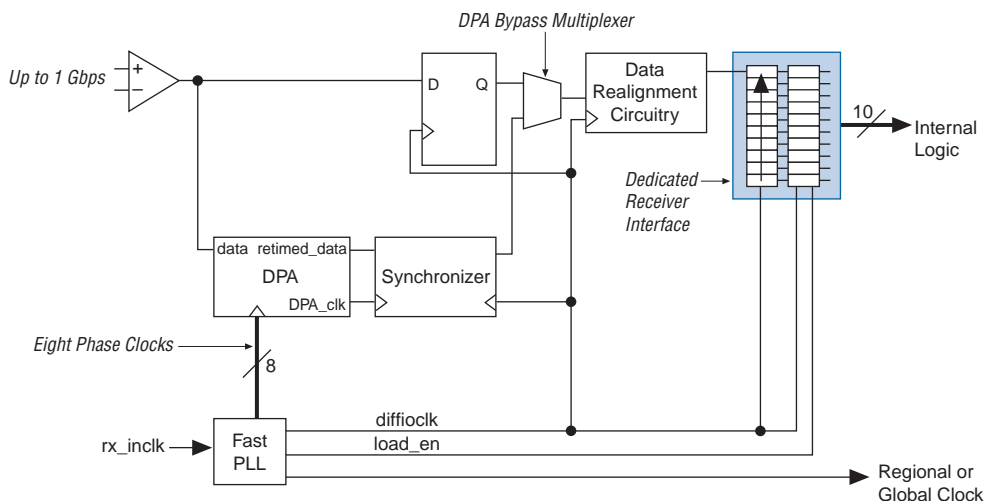 DPA Bypass Multiplexer
Up to 1 Gbps
+
–
D Q
Data
Realignment
Circuitry
10
Internal
Logic
Dedicated
Receiver
Interface
data retimed_data
DPA
DPA_clk
Synchronizer
Eight Phase Clocks
8
rx_inclk
Fast
PLL
diffioclk
load_en
Regional or
Global Clock